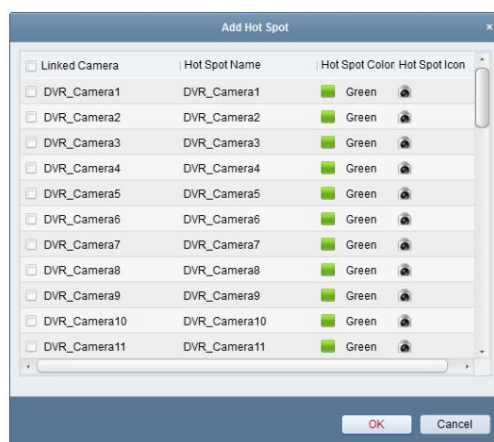 Add Hot Spot
Linked Camera Hot Spot Name Hot Spot Color Hot Spot Icon
DVR_Camera1 DVR_Camera1 Green
DVR_Camera2 DVR_Camera2 Green
DVR_Camera3 DVR_Camera3 Green
DVR_Camera4 DVR_Camera4 Green
DVR_Camera5 DVR_Camera5 Green
DVR_Camera6 DVR_Camera6 Green
DVR_Camera7 DVR_Camera7 Green
DVR_Camera8 DVR_Camera8 Green
DVR_Camera9 DVR_Camera9 Green
DVR_Camera10 DVR_Camera10 Green
DVR_Camera11 DVR_Camera11 Green
OK Cancel